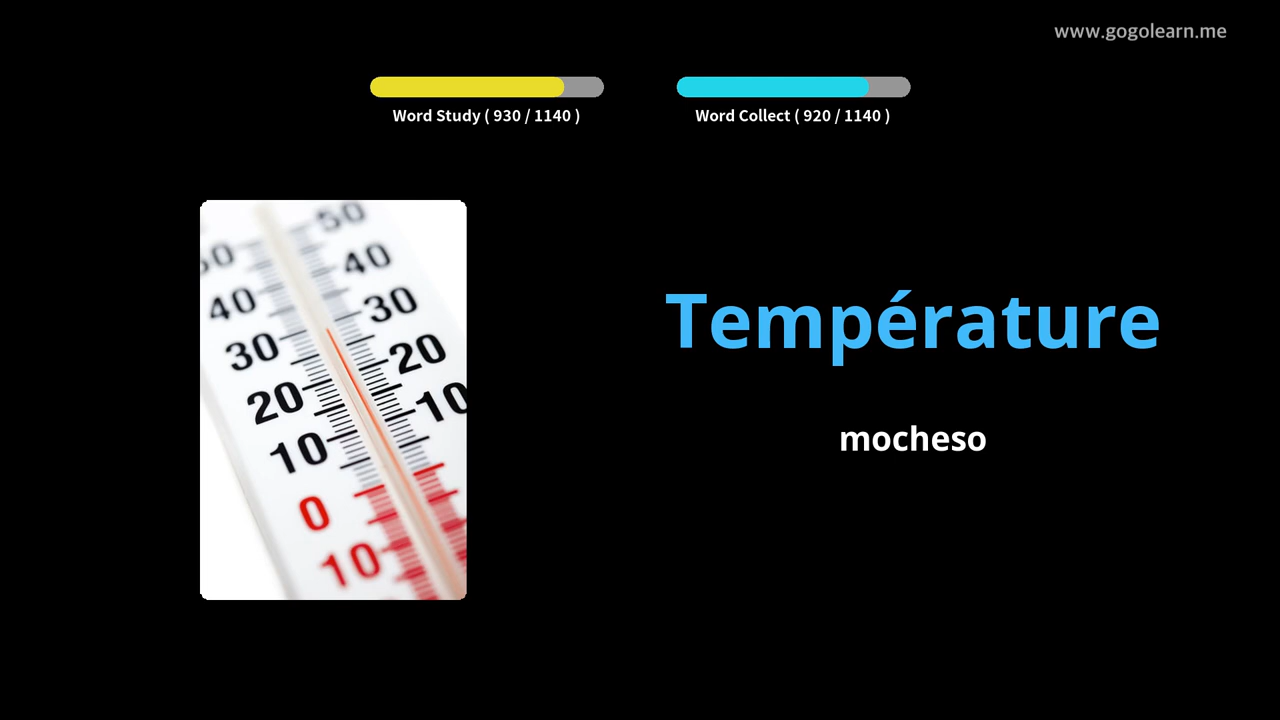 www.gogolearn.me
Word Study ( 930 / 1140 )
Word Collect ( 920 / 1140 )
50
40
30
20
10
40
30
20
10
0
10
Température
mocheso